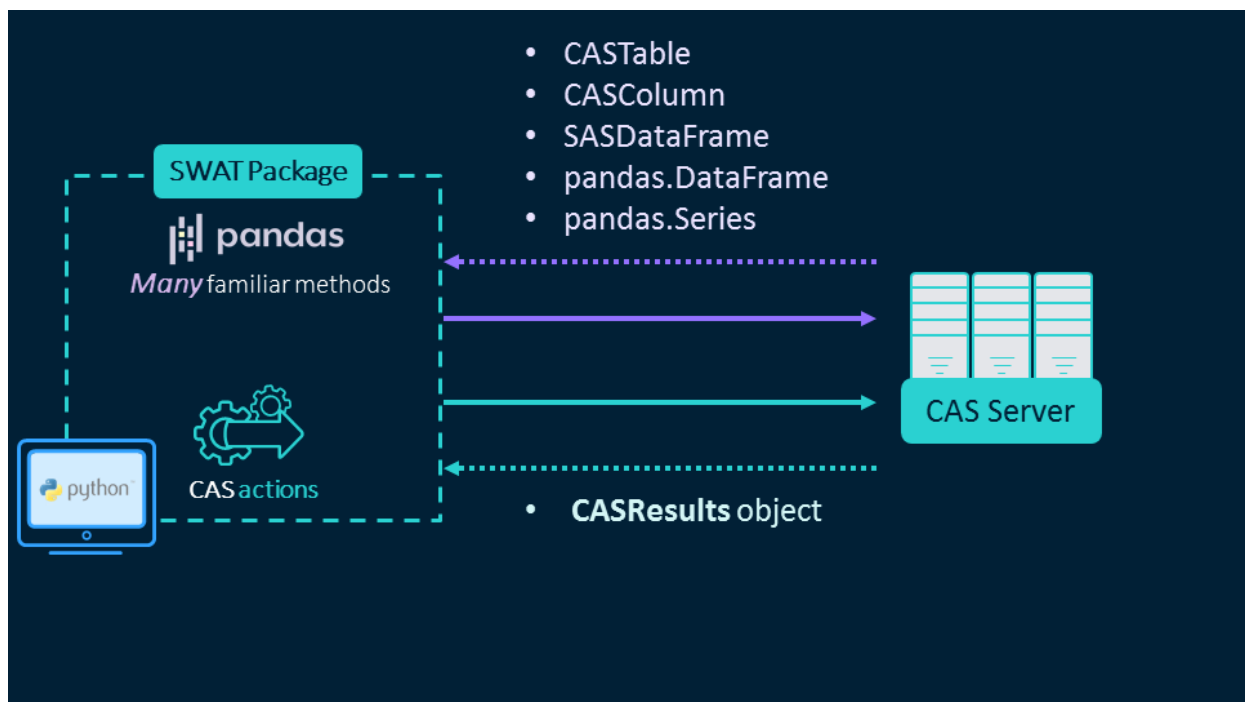 • CASTable
• CASColumn
• SASDataFrame
• pandas.DataFrame
• pandas.Series
SWAT Package
pandas
Many familiar methods
CAS actions
python™
CAS Server
• CASResults object